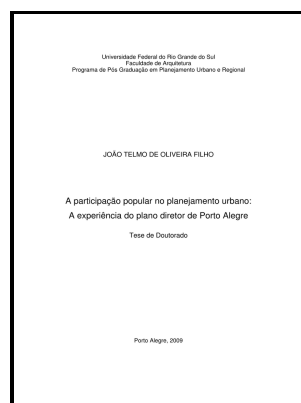 Universidade Federal do Rio Grande do Sul
Faculdade de Arquitetura
Programa de Pós Graduação em Planejamento Urbano e Regional
JOÃO TELMO DE OLIVEIRA FILHO
A participação popular no planejamento urbano:
A experiência do plano diretor de Porto Alegre
Tese de Doutorado
Porto Alegre, 2009